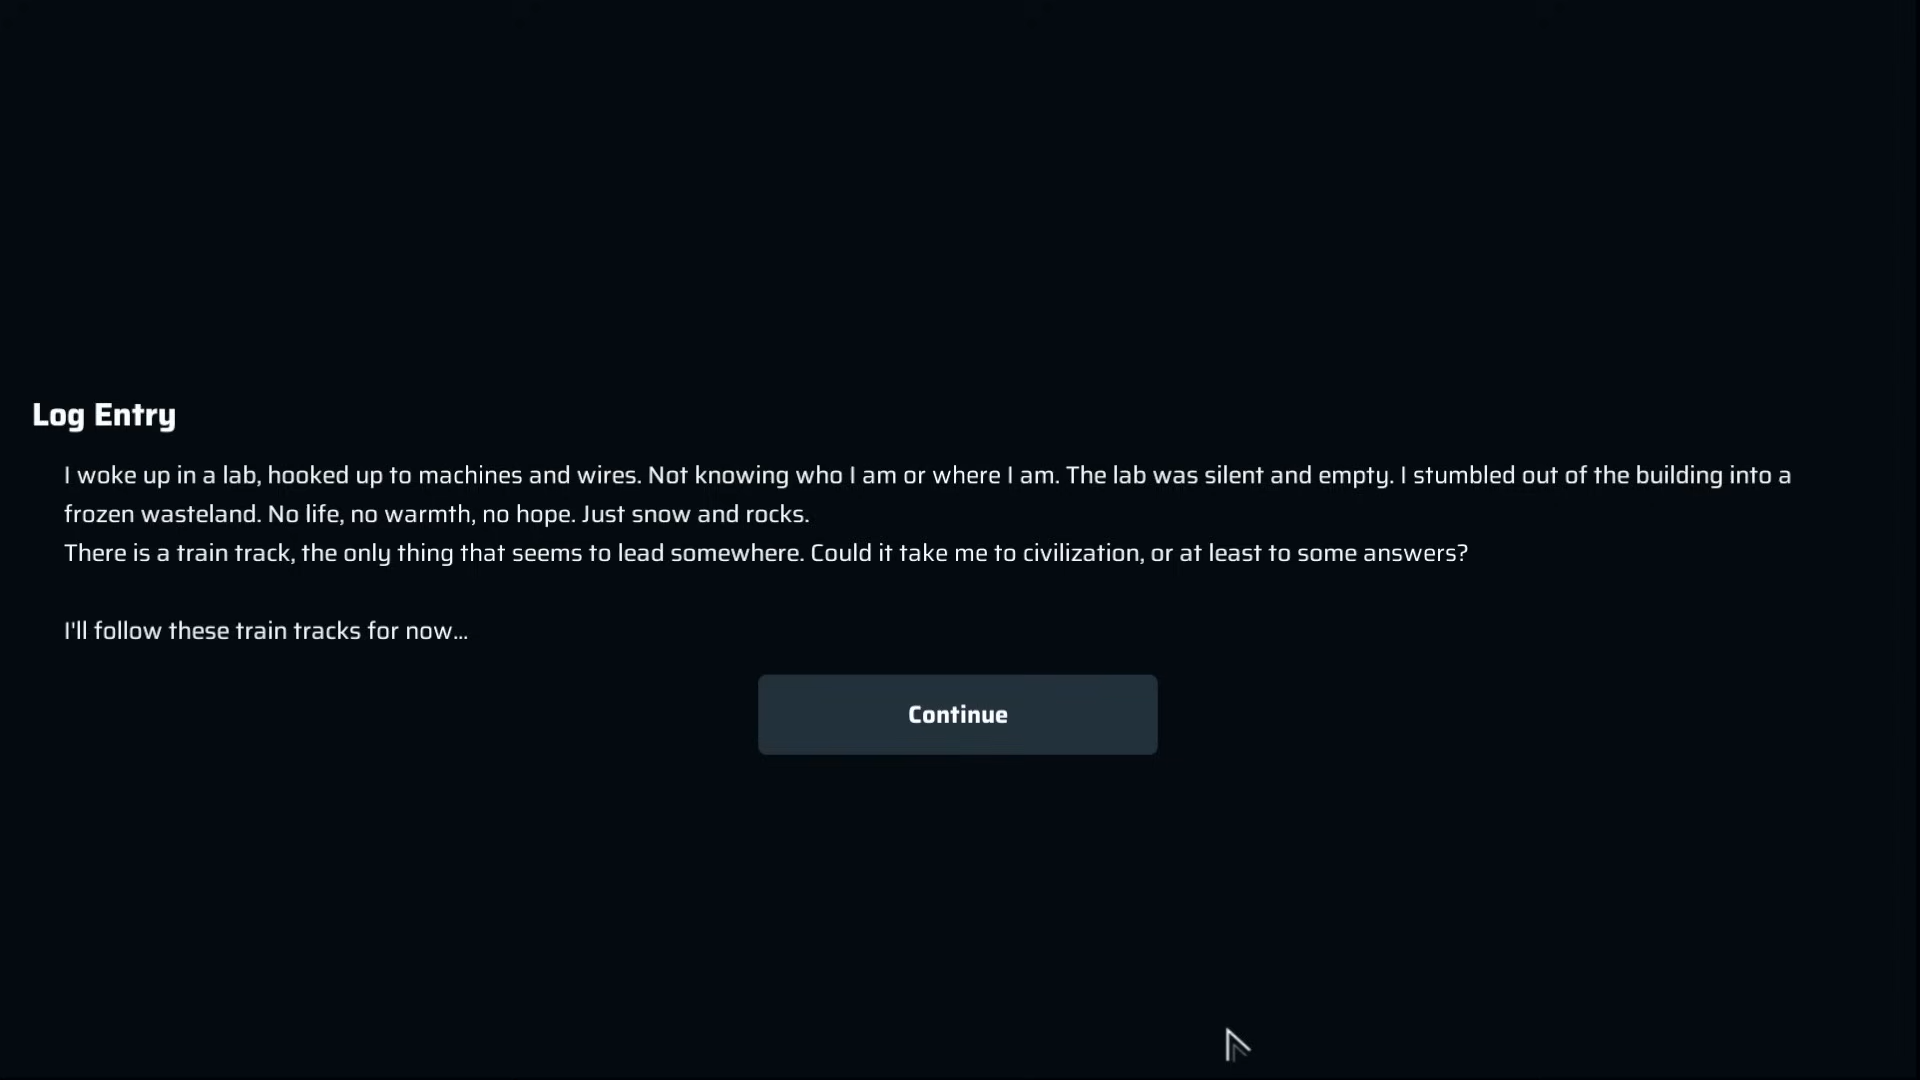 Log Entry
I woke up in a lab, hooked up to machines and wires. Not knowing who I am or where I am. The lab was silent and empty. I stumbled out of the building into a
frozen wasteland. No life, no warmth, no hope. Just snow and rocks.
There is a train track, the only thing that seems to lead somewhere. Could it take me to civilization, or at least to some answers?
I'll follow these train tracks for now...
Continue